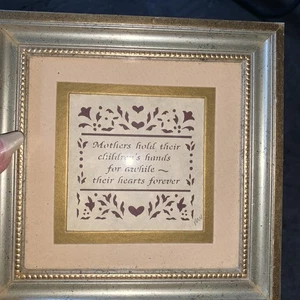 Mothers hold their
children's hands
for awhile ~
their hearts forever